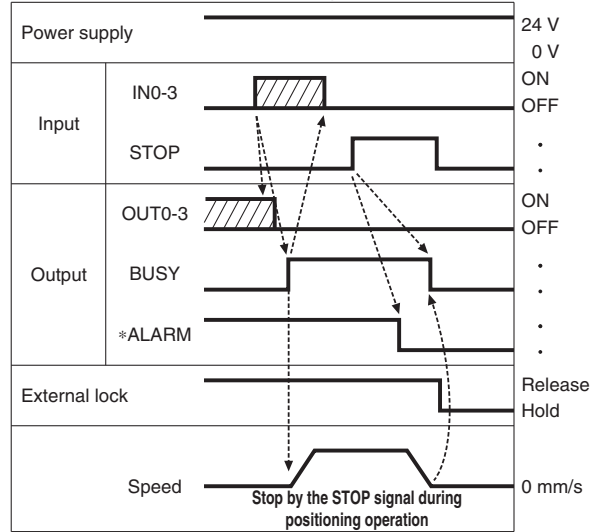 Power supply
24 V
0 V
Input
IN0-3
ON
OFF
STOP
Output
OUT0-3
ON
OFF
BUSY
*ALARM
External lock
Release
Hold
Speed
0 mm/s
Stop by the STOP signal during
positioning operation